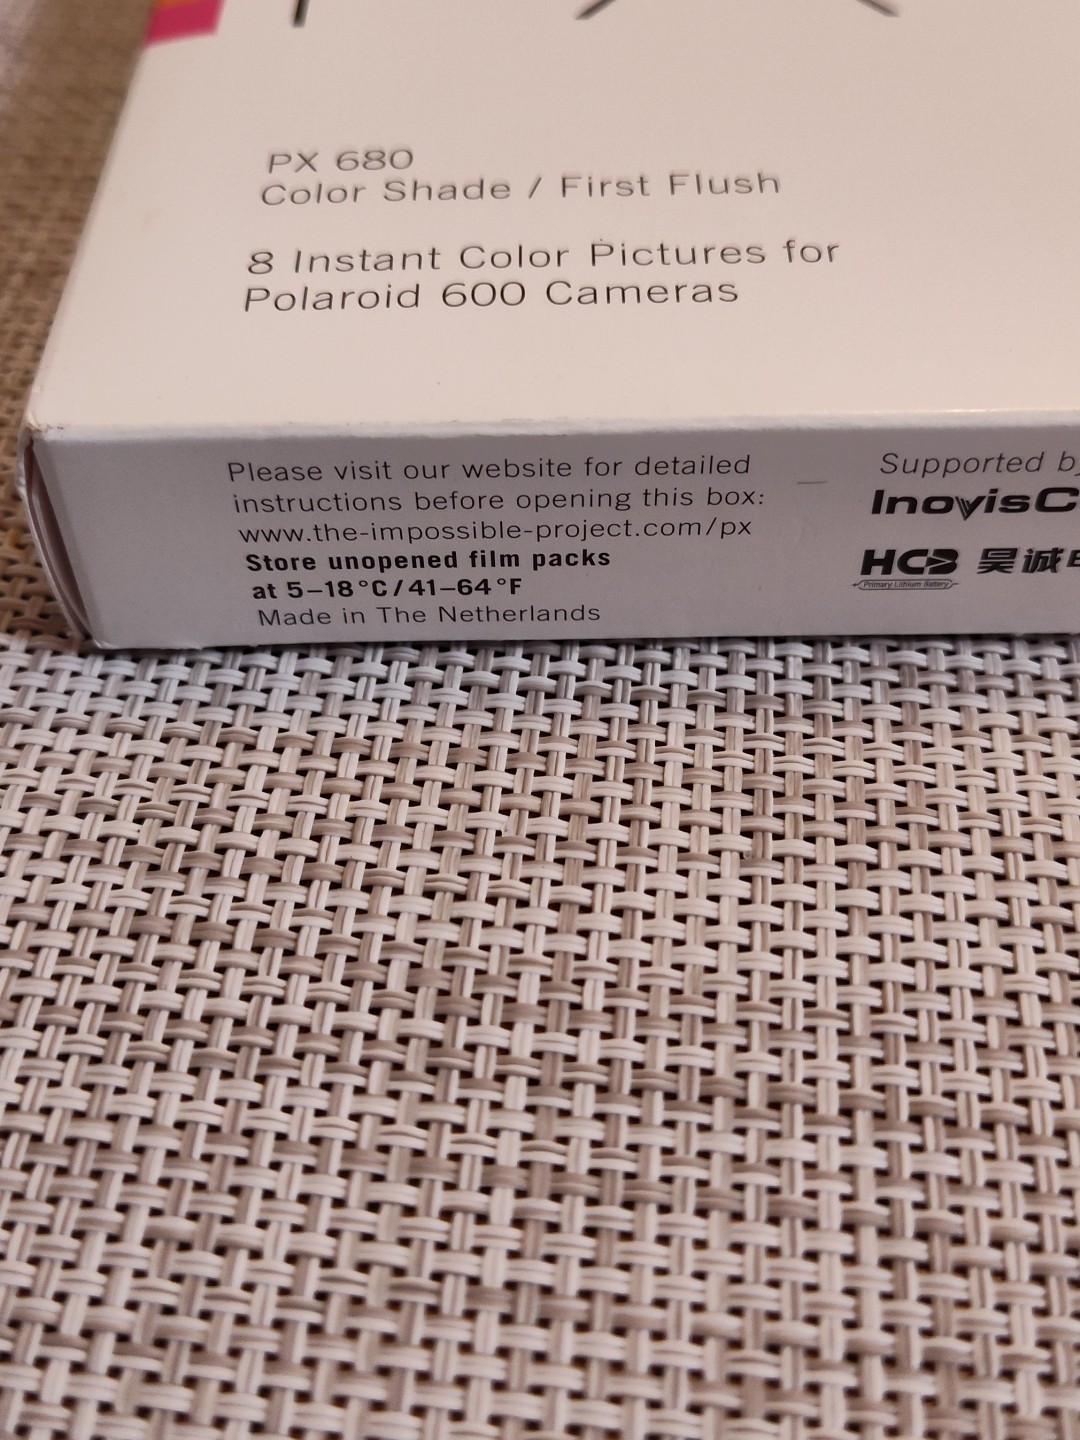 PX 680
Color Shade / First Flush
8 Instant Color Pictures for
Polaroid 600 Cameras
Please visit our website for detailed
instructions before opening this box:
www.the-impossible-project.com/px
Store unopened film packs
at 5–18°C/41–64°F
Made in The Netherlands
Supported
InovisC
HCB 昊诚
Primary Lithium Battery